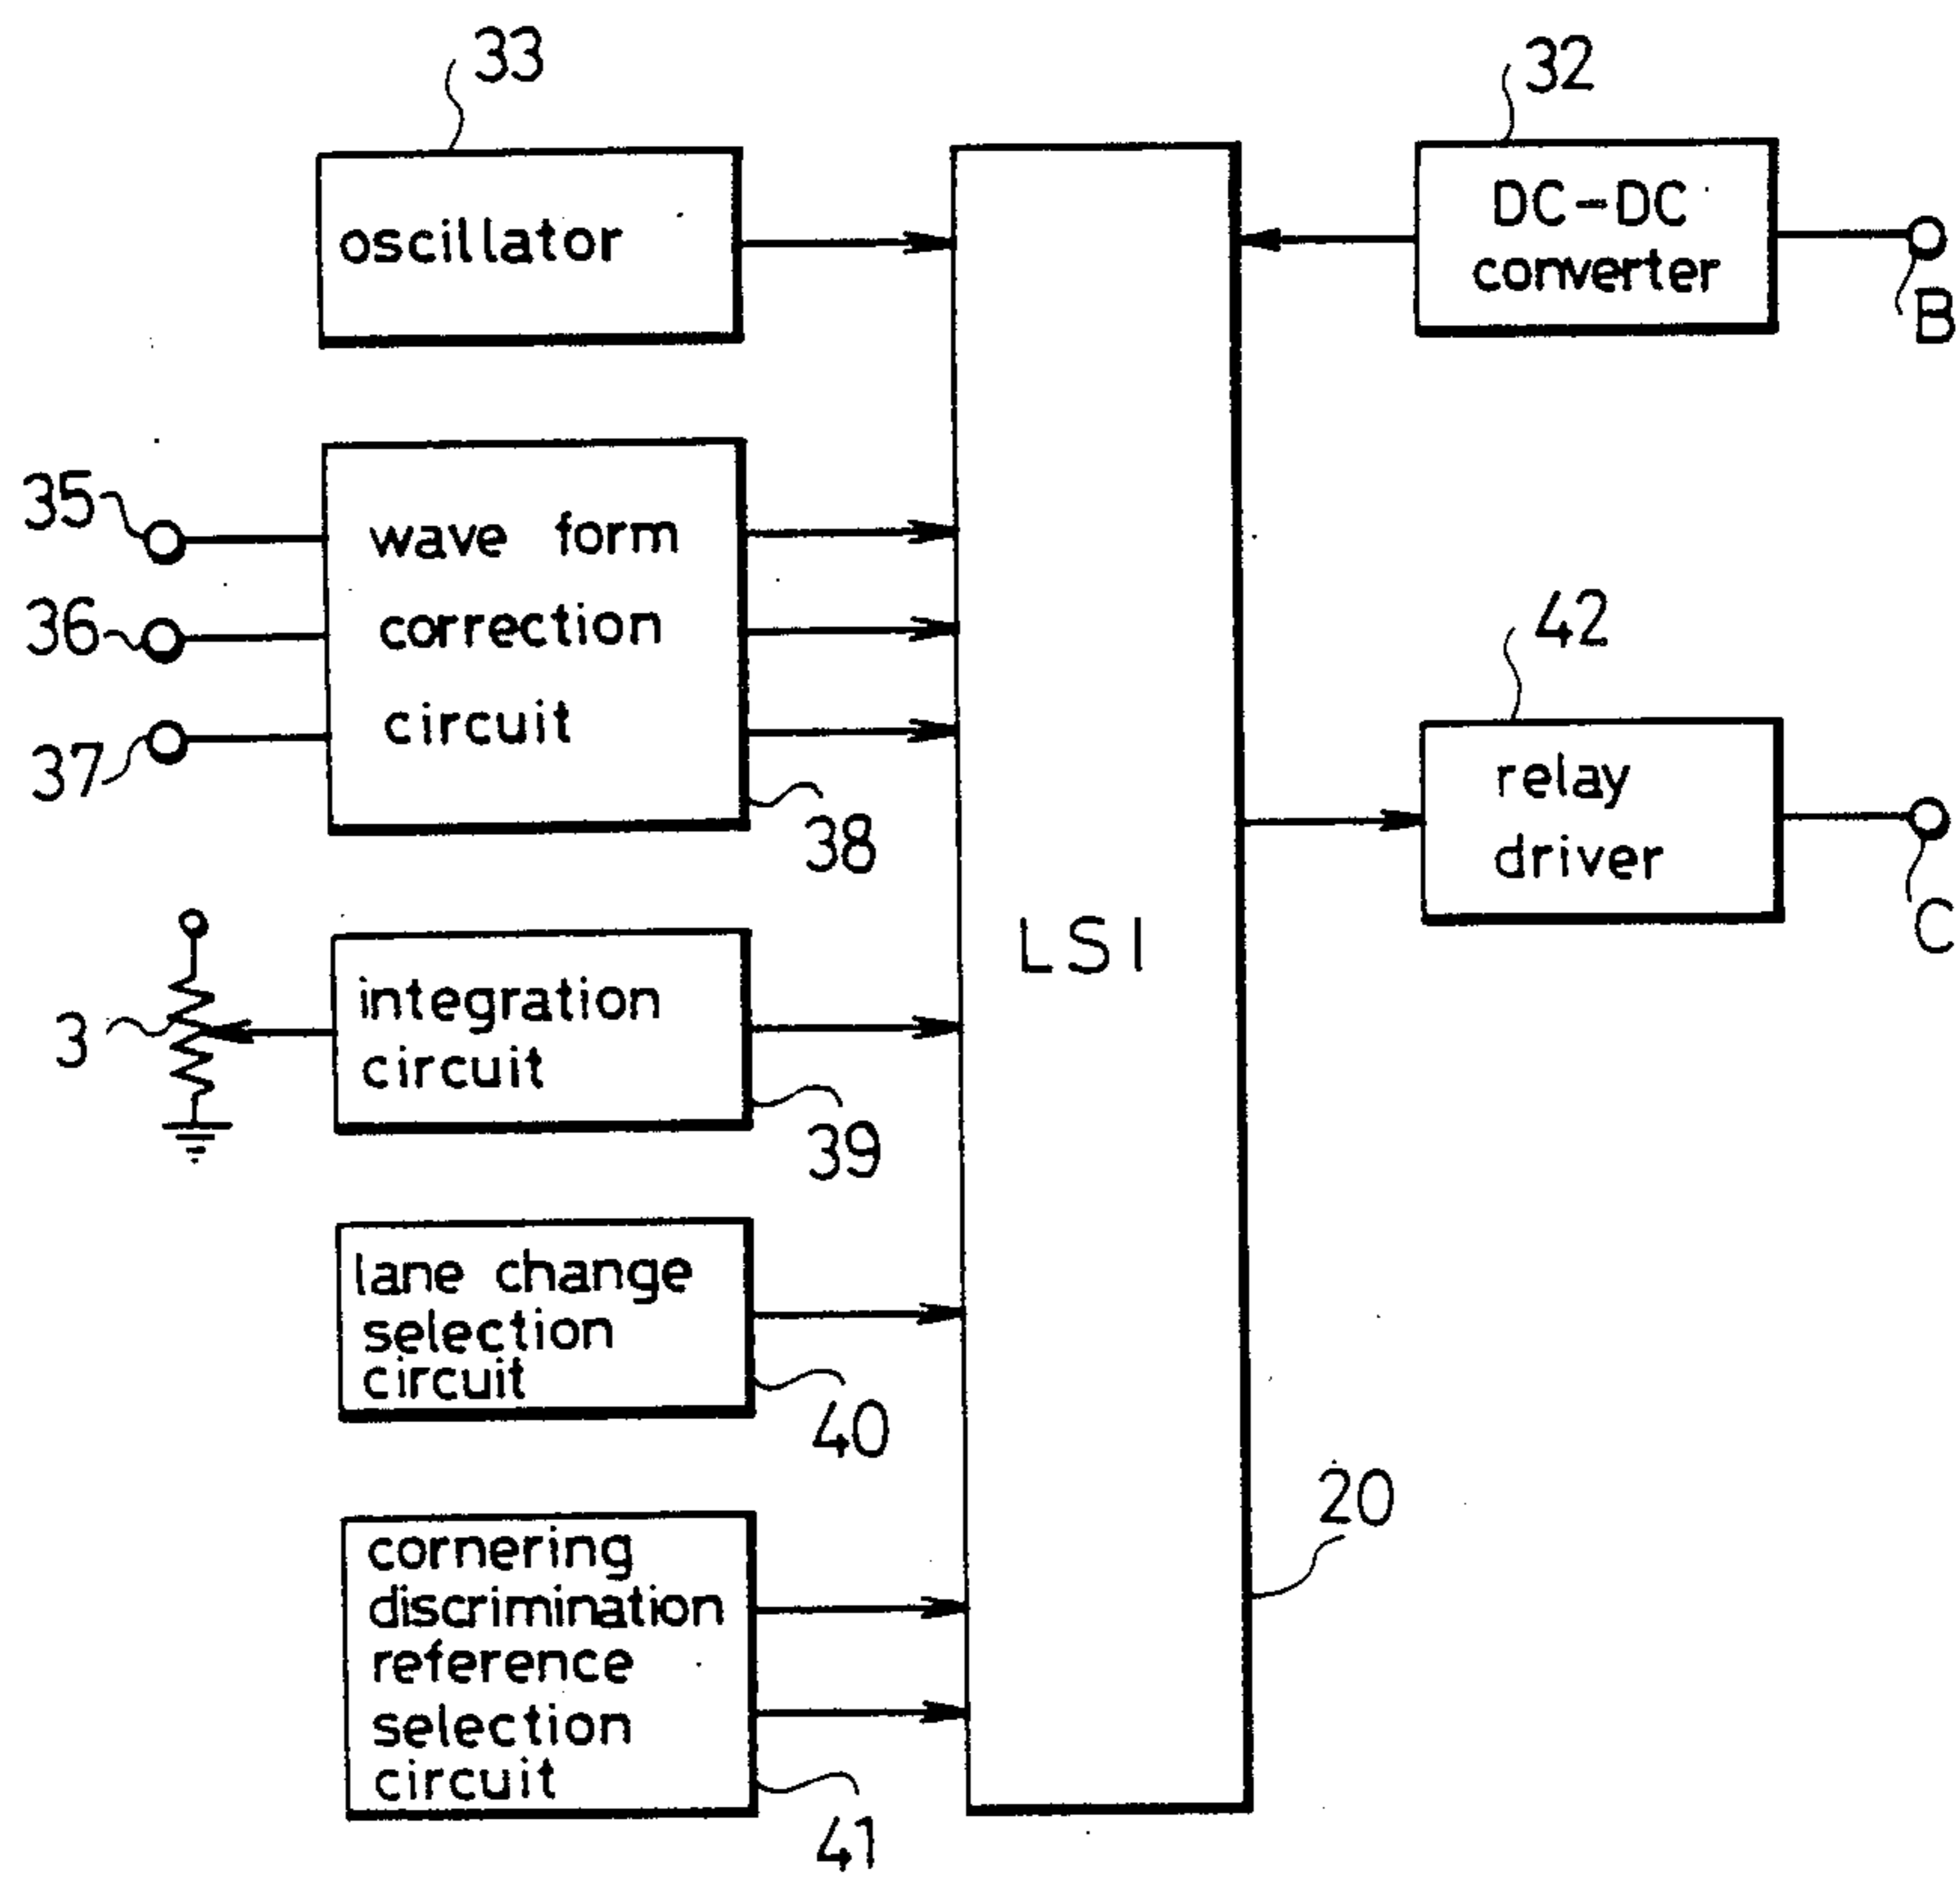 33
oscillator
32
DC-DC
converter
B
35
36
37
wave form
correction
circuit
38
42
relay
driver
C
3
integration
circuit
39
LSI
lane change
selection
circuit
40
cornering
discrimination
reference
selection
circuit
41
20